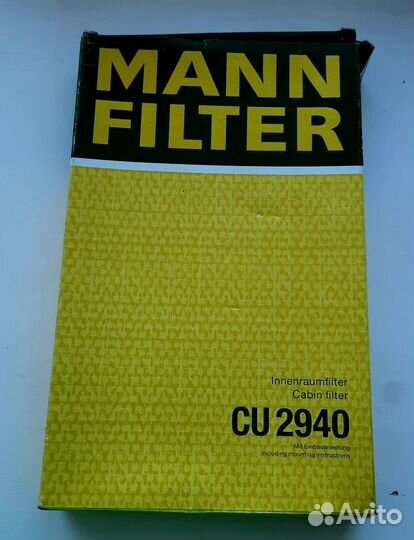 MANN
FILTER
Innenraumfilter
Cabin filter
CU 2940
Mit Einbauanleitung
Including mounting instructions
Avito